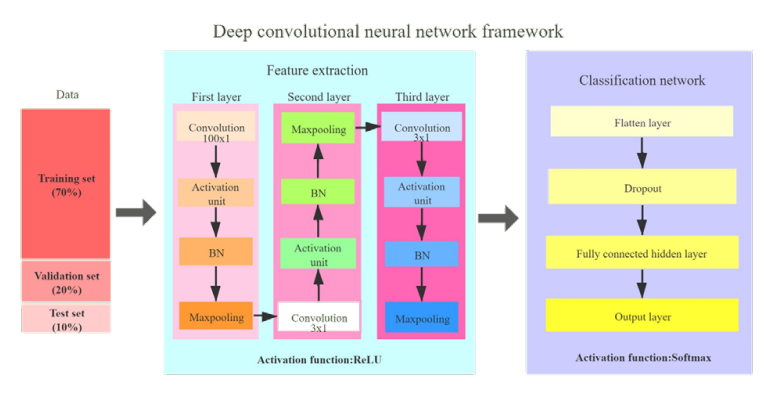 Deep convolutional neural network framework
Data
Training set
(70%)
Validation set
(20%)
Test set
(10%)
Feature extraction
First layer
Convolution
100x1
Activation
unit
BN
Maxpooling
Second layer
Maxpooling
BN
Activation
unit
Convolution
3x1
Third layer
Convolution
3x1
Activation
unit
BN
Maxpooling
Activation function:ReLU
Classification network
Flatten layer
Dropout
Fully connected hidden layer
Output layer
Activation function:Softmax